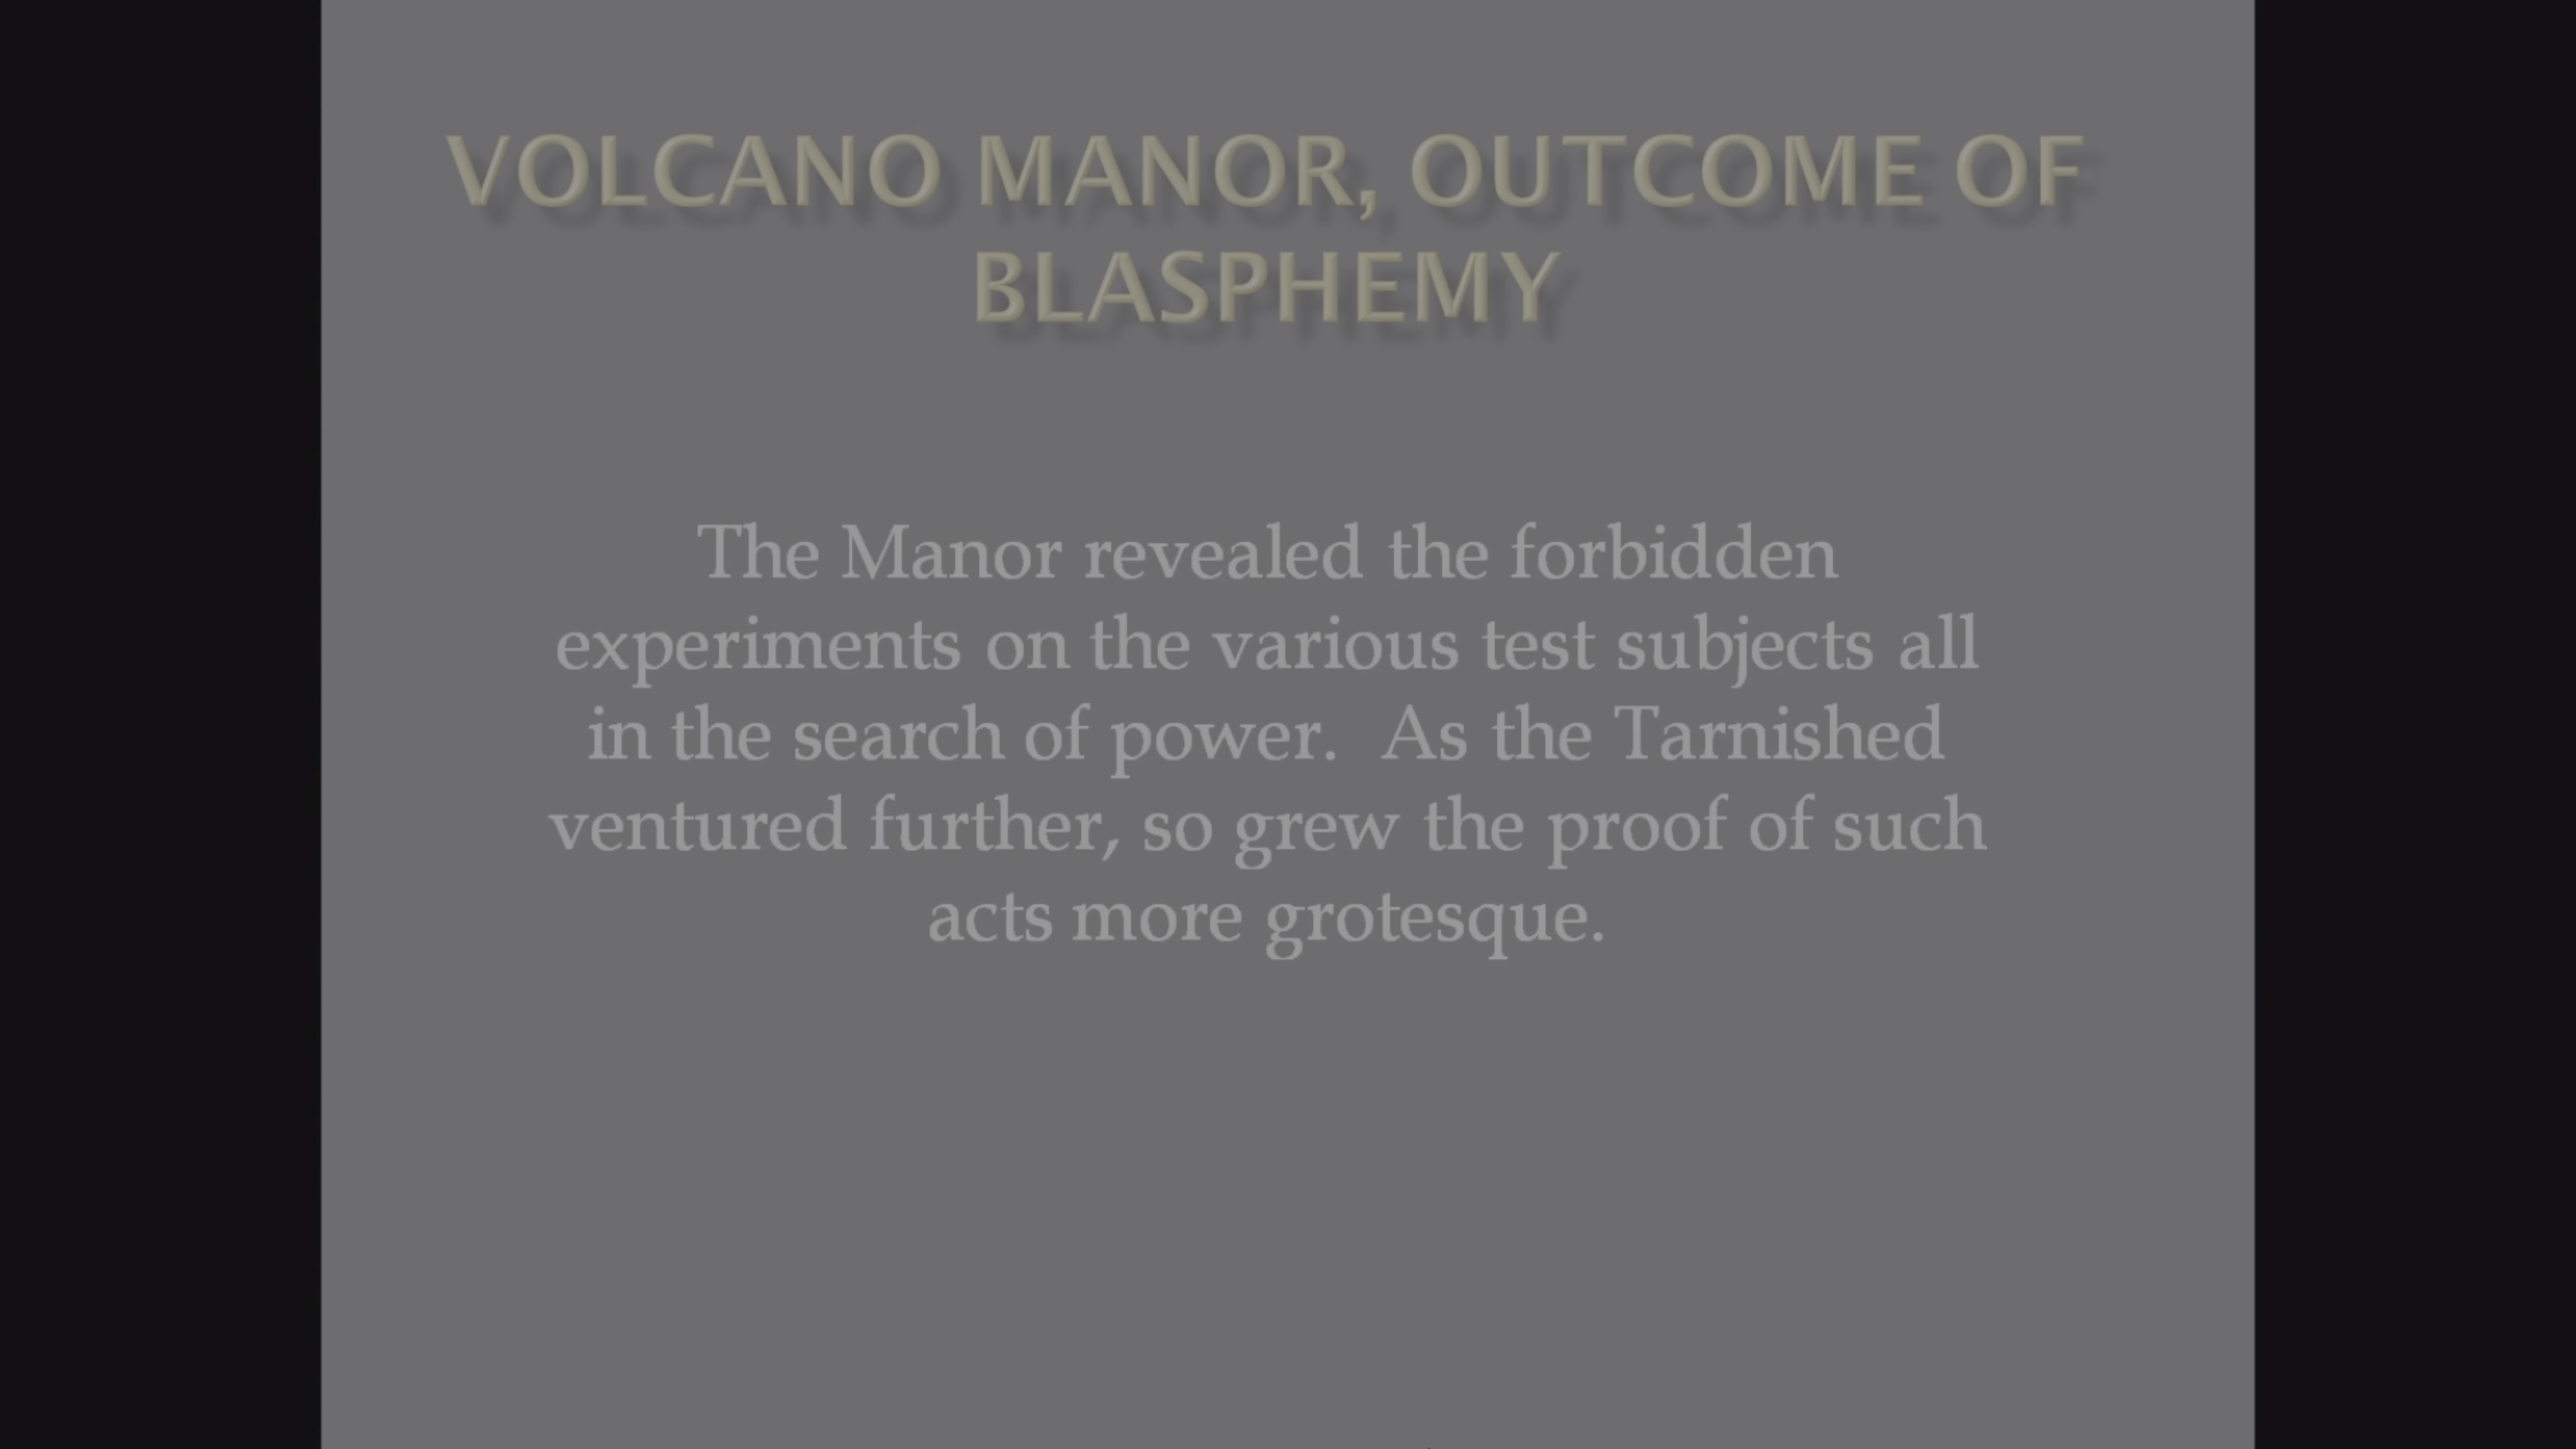 VOLCANO MANOR, OUTCOME OF
BLASPHEMY
The Manor revealed the forbidden
experiments on the various test subjects all
in the search of power.  As the Tarnished
ventured further, so grew the proof of such
acts more grotesque.